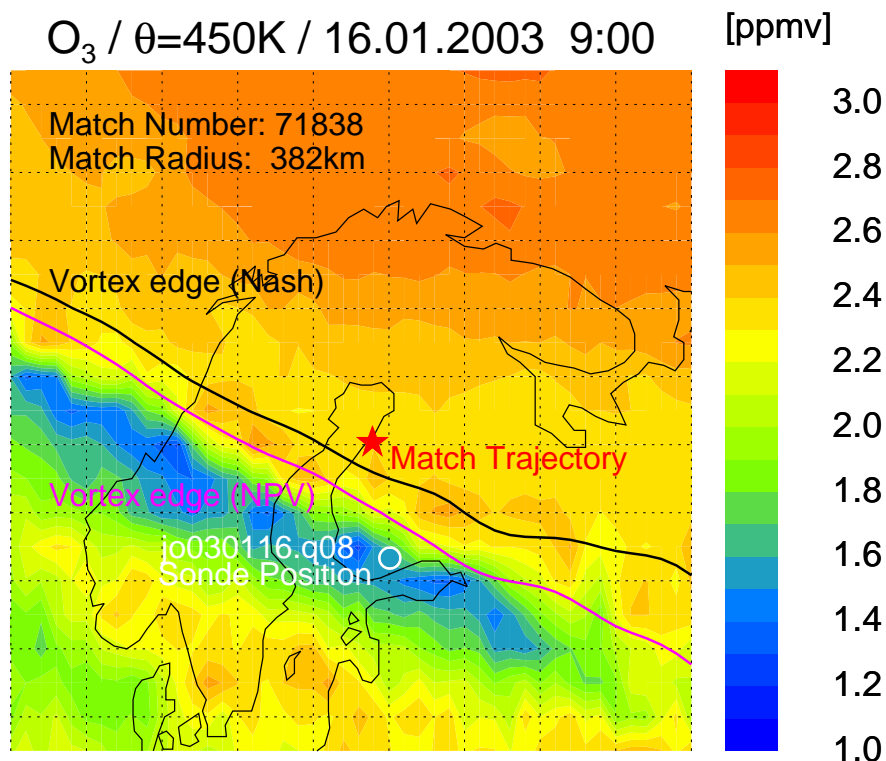 O₃ / θ=450K / 16.01.2003 9:00
[ppmv]
Match Number: 71838
Match Radius: 382km
Vortex edge (Nash)
Match Trajectory
Vortex edge (NPV)
jo030116.q08
Sonde Position
3.0
2.8
2.6
2.4
2.2
2.0
1.8
1.6
1.4
1.2
1.0